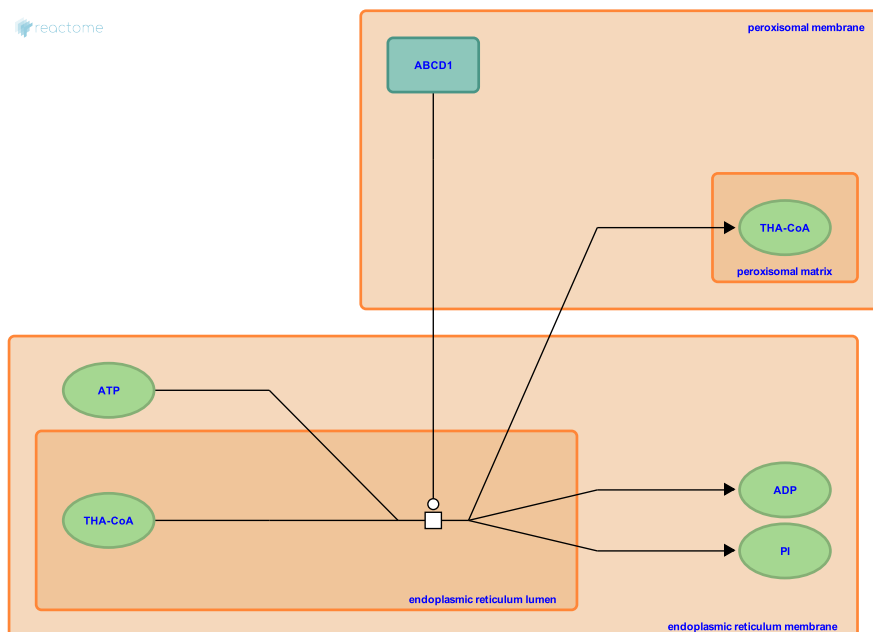 reactome
peroxisomal membrane
ABCD1
THA-CoA
peroxisomal matrix
ATP
THA-CoA
ADP
PI
endoplasmic reticulum lumen
endoplasmic reticulum membrane